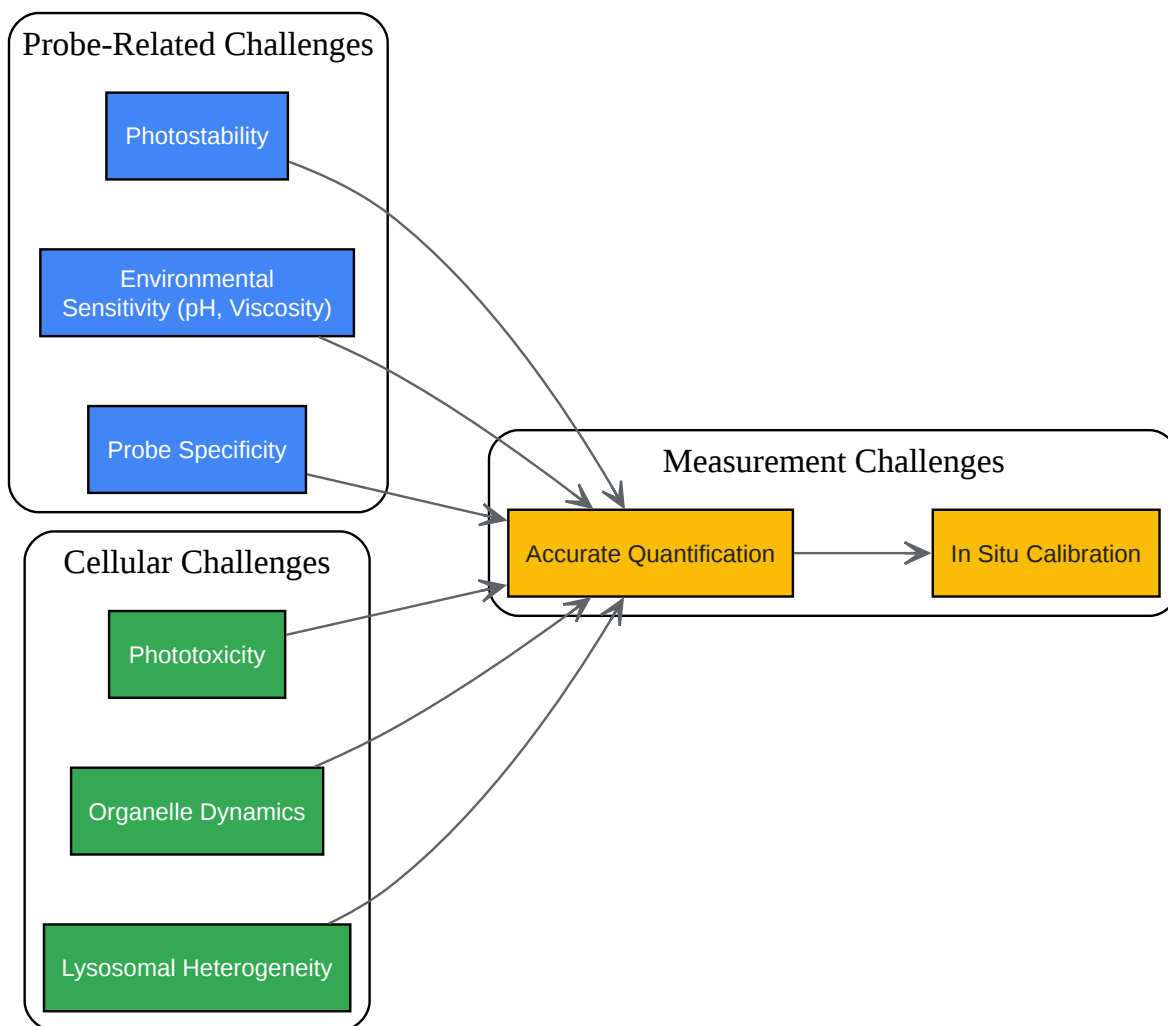 Probe-Related Challenges
Photostability
Environmental
Sensitivity (pH, Viscosity)
Probe Specificity
Cellular Challenges
Phototoxicity
Organelle Dynamics
Lysosomal Heterogeneity
Measurement Challenges
Accurate Quantification
In Situ Calibration